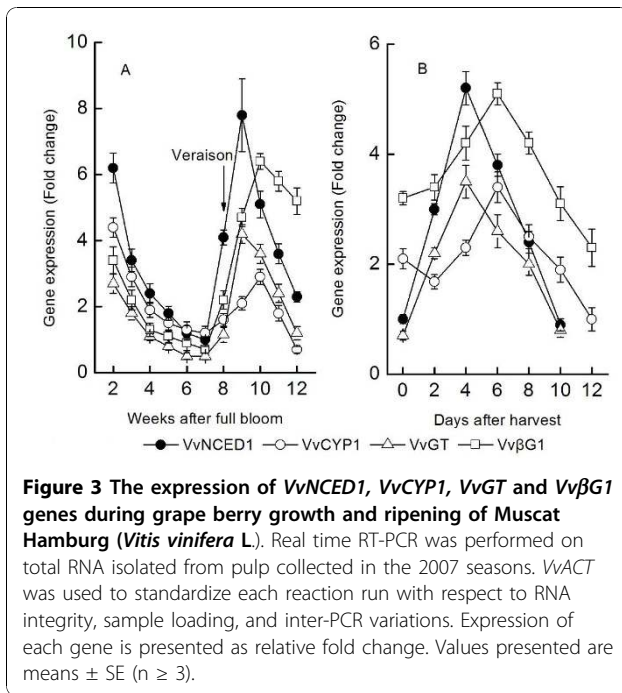 A
B
Veraison
Gene expression (Fold change)
Gene expression (Fold change)
10
8
6
4
2
0
6
4
2
0
2 4 6 8 10 12
0 2 4 6 8 10 12
Weeks after full bloom
Days after harvest
VvNCED1 VvCYP1 VvGT VvβG1
Figure 3 The expression of VvNCED1, VvCYP1, VvGT and VvβG1
genes during grape berry growth and ripening of Muscat
Hamburg (Vitis vinifera L.). Real time RT-PCR was performed on
total RNA isolated from pulp collected in the 2007 seasons. VvACT
was used to standardize each reaction run with respect to RNA
integrity, sample loading, and inter-PCR variations. Expression of
each gene is presented as relative fold change. Values presented are
means ± SE (n ≥ 3).